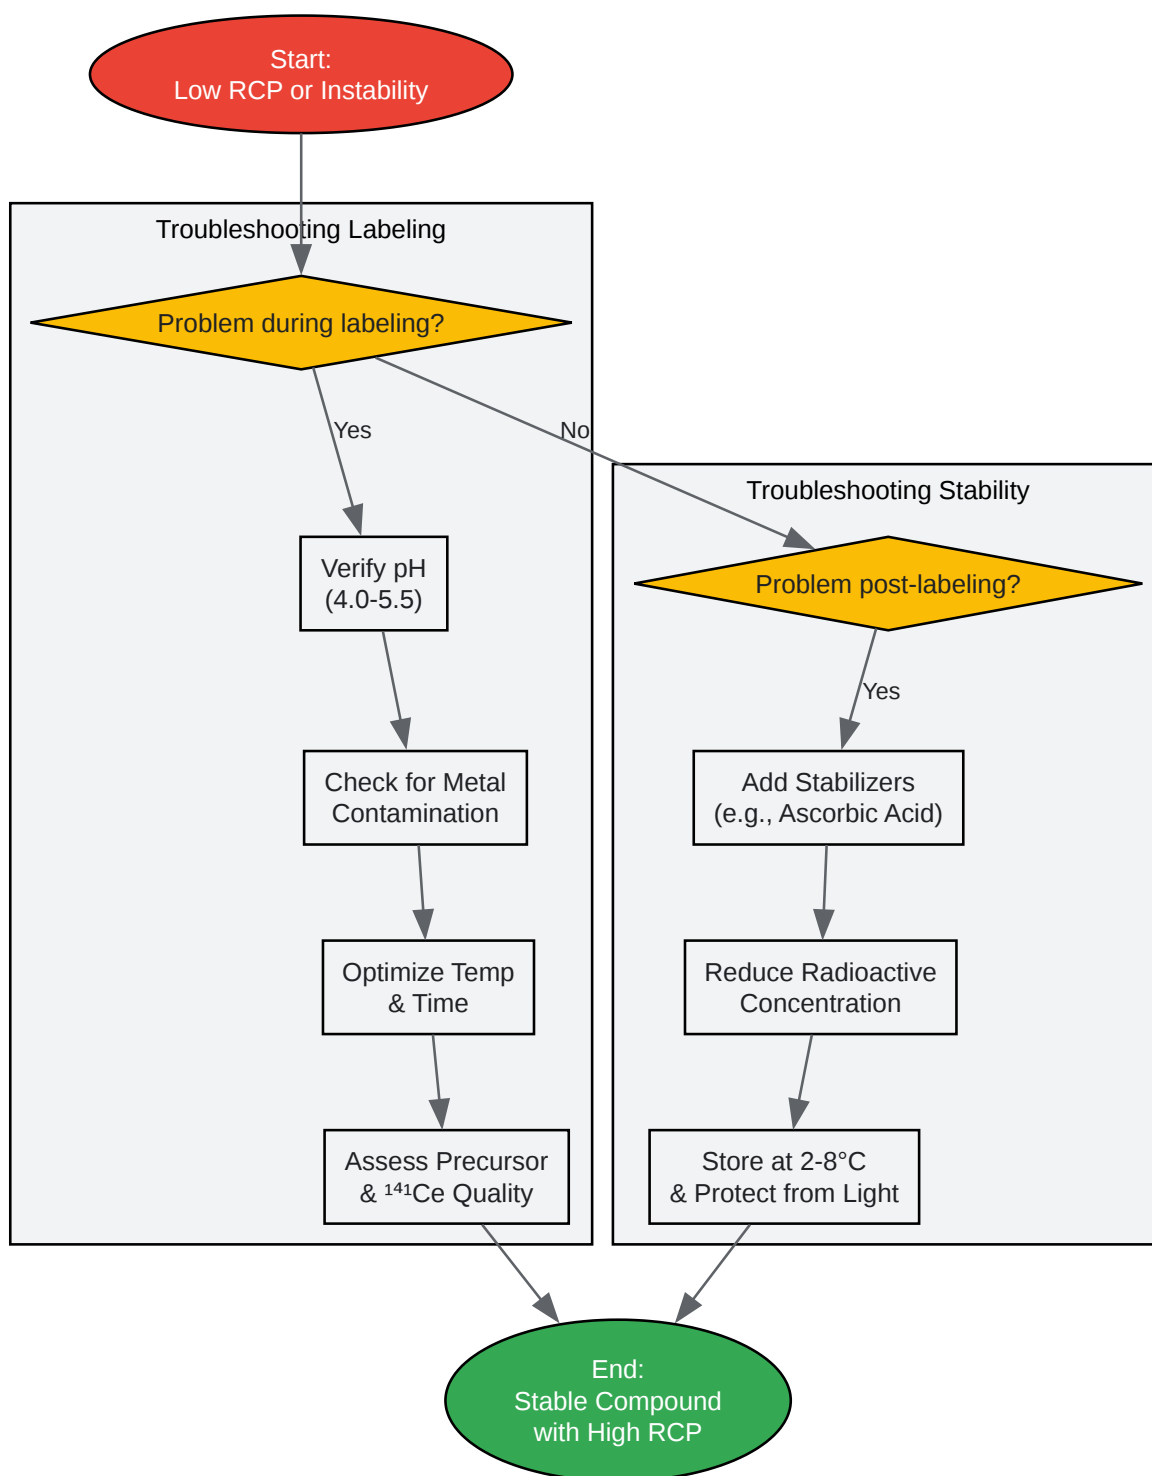 Start:
Low RCP or Instability
Troubleshooting Labeling
Problem during labeling?
Yes
No
Verify pH
(4.0-5.5)
Check for Metal
Contamination
Optimize Temp
& Time
Assess Precursor
& ¹⁴¹Ce Quality
Troubleshooting Stability
Problem post-labeling?
Yes
Add Stabilizers
(e.g., Ascorbic Acid)
Reduce Radioactive
Concentration
Store at 2-8°C
& Protect from Light
End:
Stable Compound
with High RCP